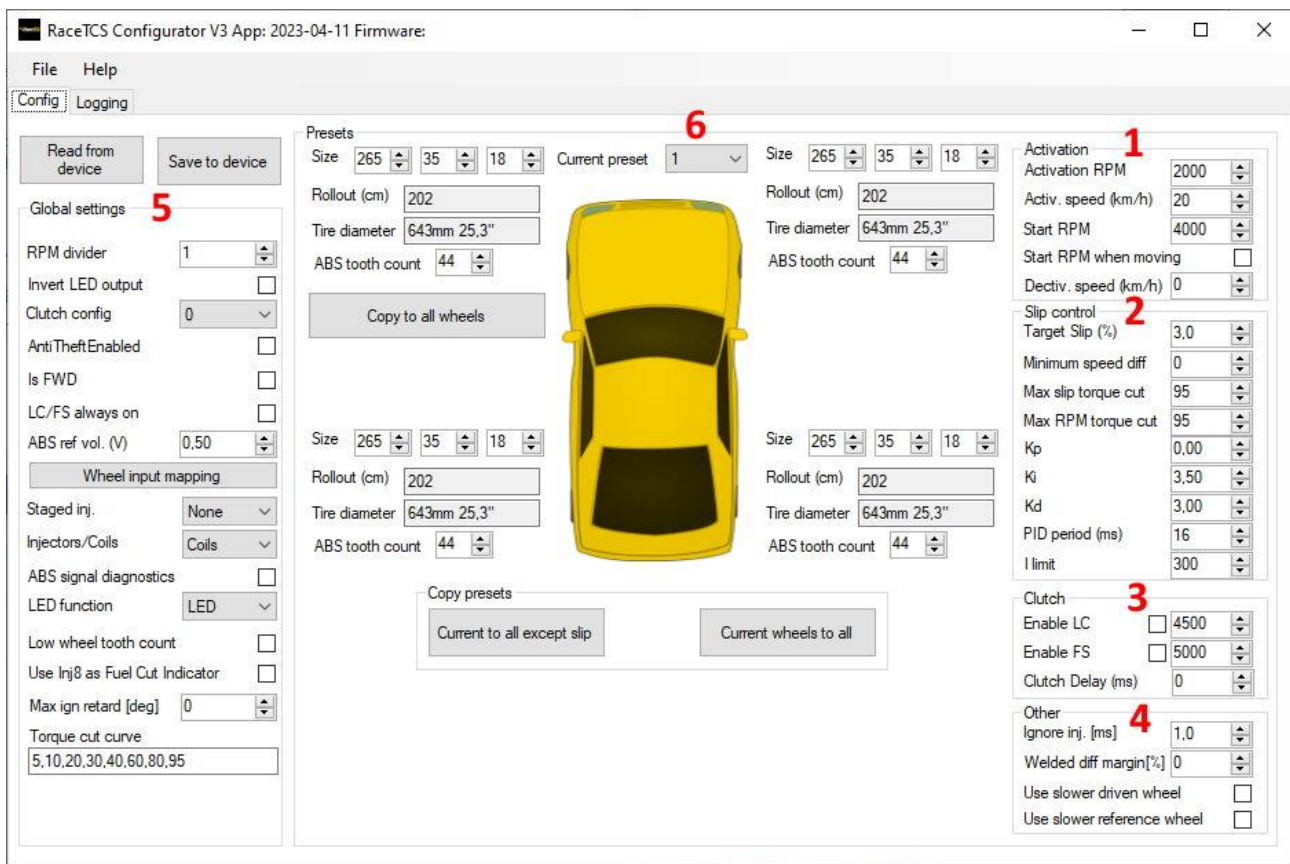 RaceTCS Configurator V3 App: 2023-04-11 Firmware:
File Help
Config Logging
Read from device
Save to device
Global settings 5
RPM divider 1
Invert LED output
Clutch config 0
AntiTheftEnabled
Is FWD
LC/FS always on
ABS ref vol. (V) 0,50
Wheel input mapping
Staged inj. None
Injectors/Coils Coils
ABS signal diagnostics
LED function LED
Low wheel tooth count
Use Inj8 as Fuel Cut Indicator
Max ign retard [deg] 0
Torque cut curve
5,10,20,30,40,60,80,95
Presets
6
Size 265 35 18
Rollout (cm) 202
Tire diameter 643mm 25,3"
ABS tooth count 44
Copy to all wheels
Current preset 1
Size 265 35 18
Rollout (cm) 202
Tire diameter 643mm 25,3"
ABS tooth count 44
Size 265 35 18
Rollout (cm) 202
Tire diameter 643mm 25,3"
ABS tooth count 44
Size 265 35 18
Rollout (cm) 202
Tire diameter 643mm 25,3"
ABS tooth count 44
Copy presets
Current to all except slip
Current wheels to all
Activation 1
Activation RPM 2000
Activ. speed (km/h) 20
Start RPM 4000
Start RPM when moving
Dectiv. speed (km/h) 0
Slip control 2
Target Slip (%) 3,0
Minimum speed diff 0
Max slip torque cut 95
Max RPM torque cut 95
Kp 0,00
Ki 3,50
Kd 3,00
PID period (ms) 16
I limit 300
Clutch 3
Enable LC 4500
Enable FS 5000
Clutch Delay (ms) 0
Other 4
Ignore inj. [ms] 1,0
Welded diff margin[%] 0
Use slower driven wheel
Use slower reference wheel